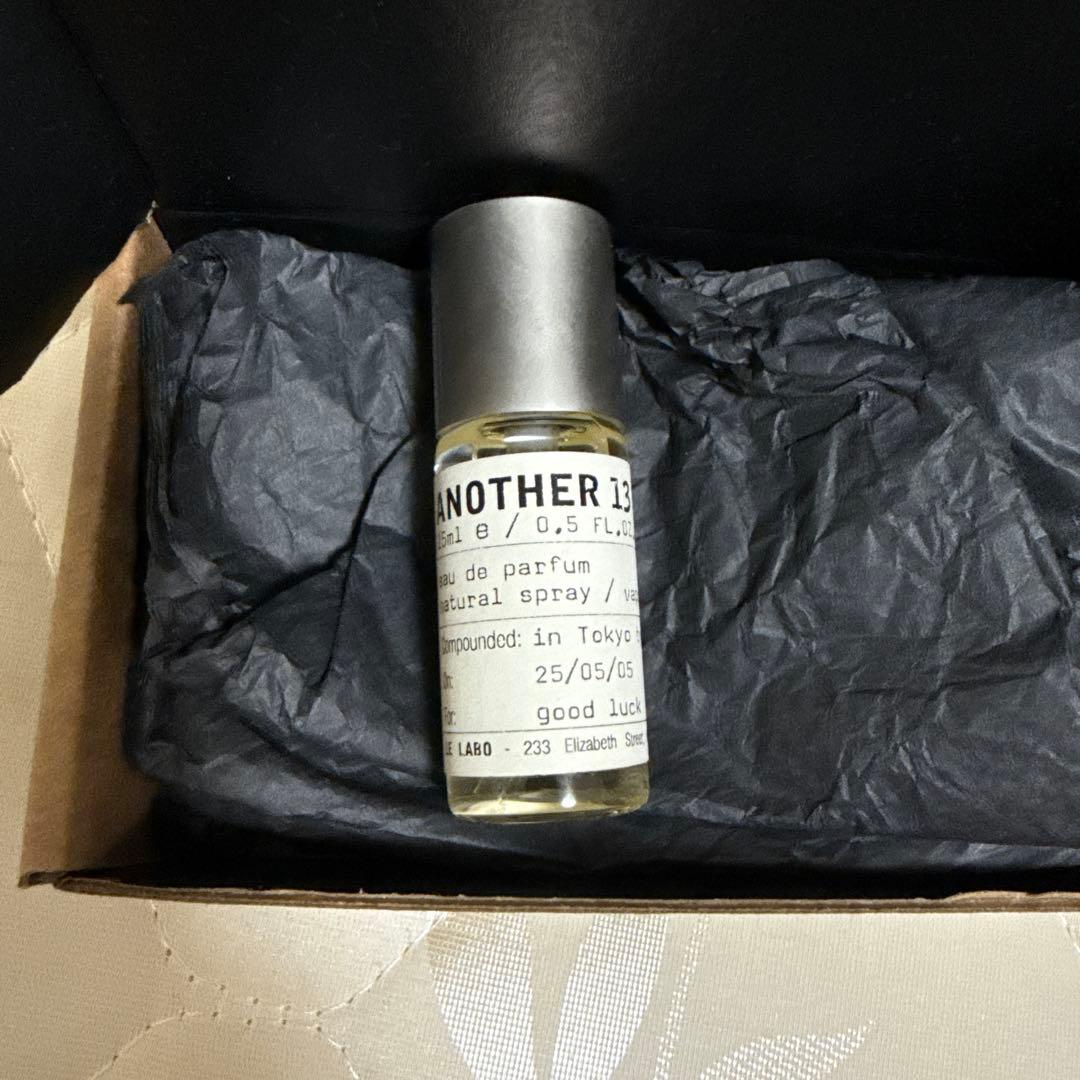 ANOTHER 13
15ml e / 0.5 FL.OZ
eau de parfum
natural spray /
Compounded: in Tokyo
On: 25/05/05
For: good luck
LE LABO - 233 Elizabeth Street,